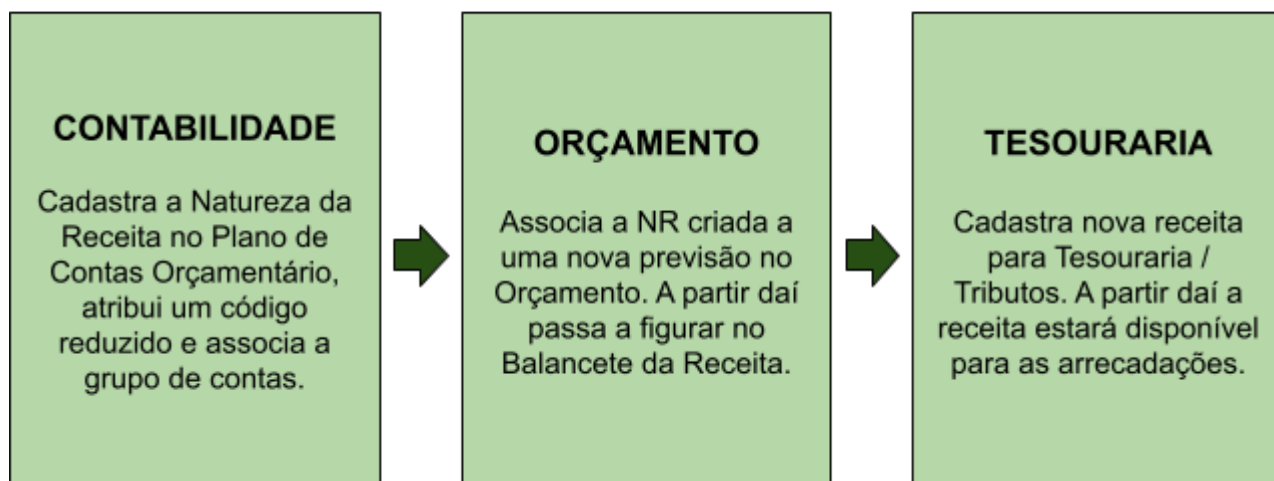 CONTABILIDADE
Cadastra a Natureza da
Receita no Plano de
Contas Orçamentário,
atribui um código
reduzido e associa a
grupo de contas.
ORÇAMENTO
Associa a NR criada a
uma nova previsão no
Orçamento. A partir daí
passa a figurar no
Balancete da Receita.
TESOURARIA
Cadastra nova receita
para Tesouraria /
Tributos. A partir daí a
receita estará disponível
para as arrecadações.